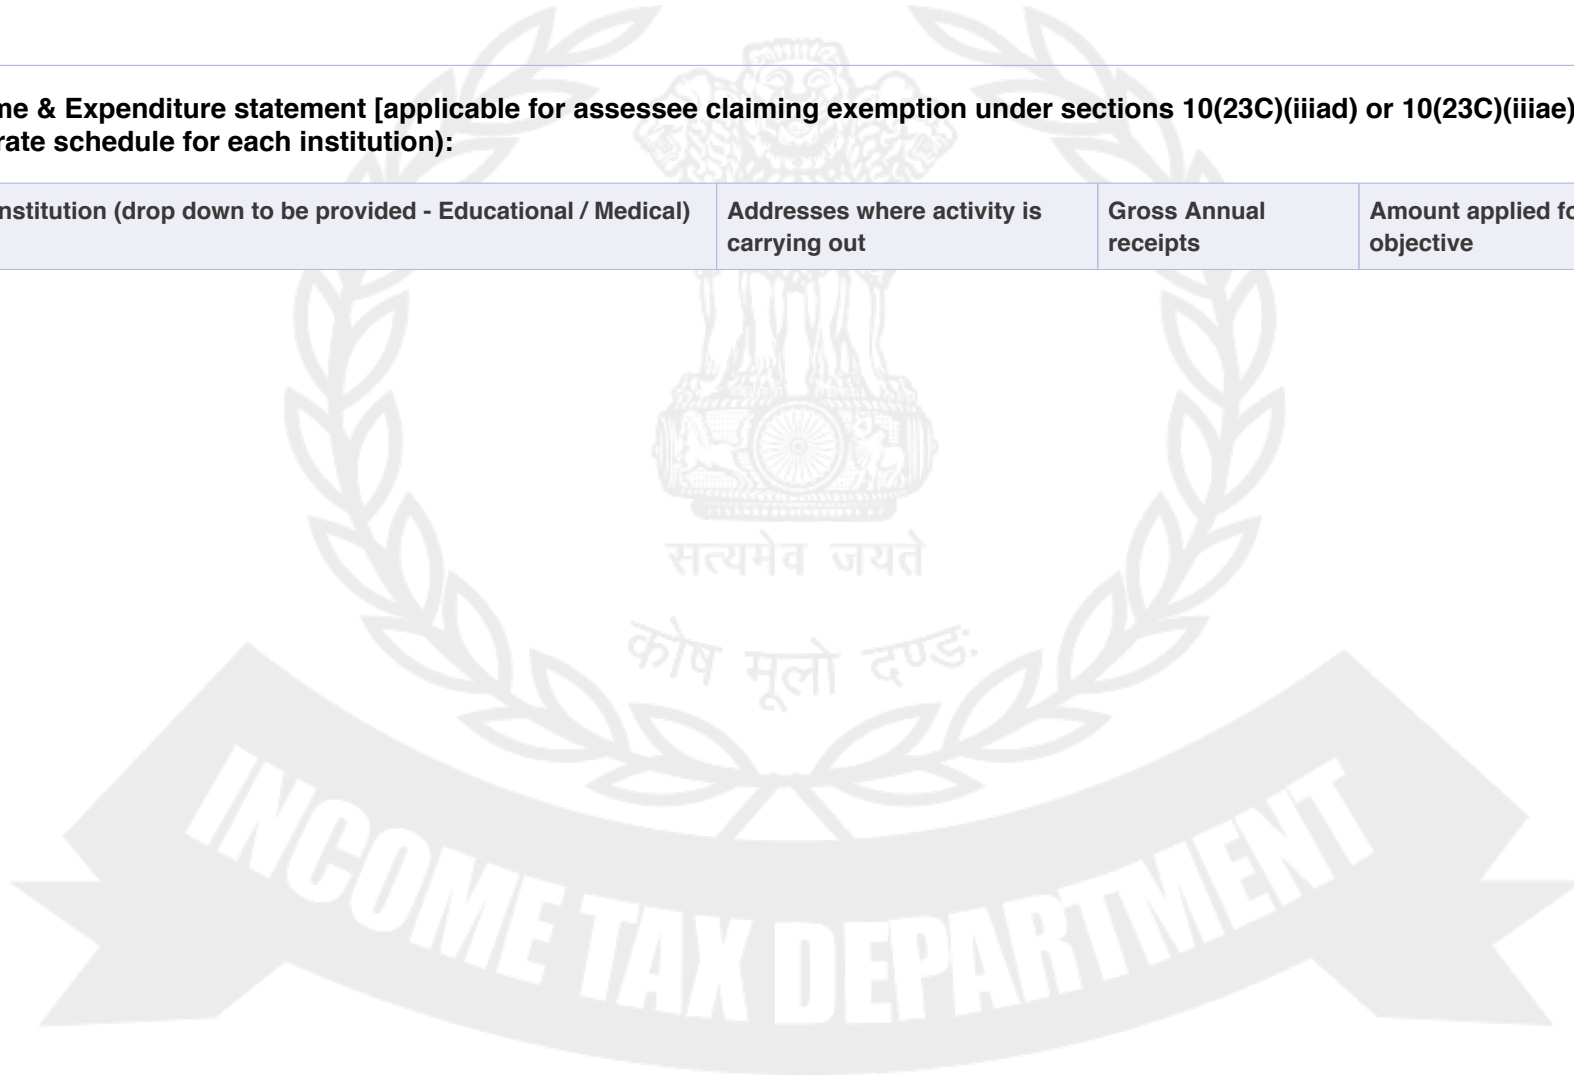 me & Expenditure statement [applicable for assessee claiming exemption under sections 10(23C)(iiiad) or 10(23C)(iiiae)
rate schedule for each institution):
nstitution (drop down to be provided - Educational / Medical)
Addresses where activity is
carrying out
Gross Annual
receipts
Amount applied fo
objective
सत्यमेव जयते
कोष मूलो दण्ड:
INCOME TAX DEPARTMENT